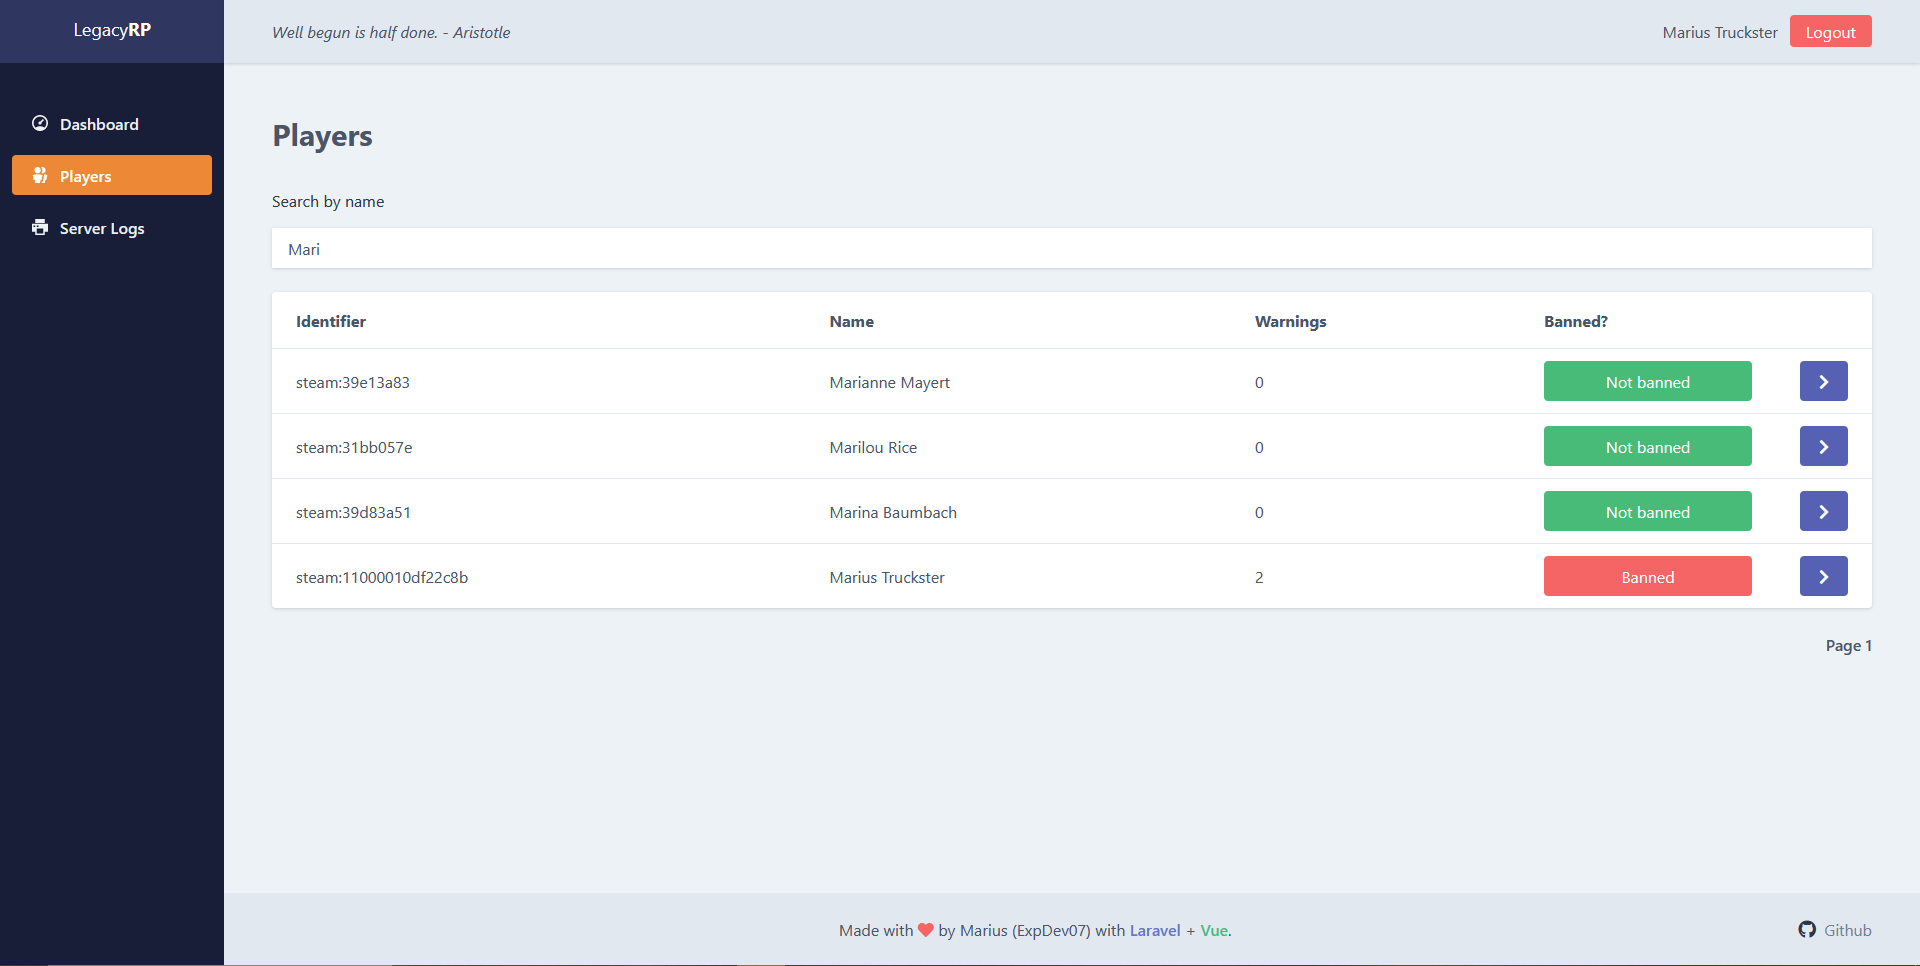 LegacyRP
Well begun is half done. - Aristotle
Marius Truckster
Logout
Dashboard
Players
Server Logs
Players
Search by name
Mari
Identifier Name Warnings Banned?
steam:39e13a83 Marianne Mayert 0 Not banned
steam:31bb057e Marilou Rice 0 Not banned
steam:39d83a51 Marina Baumbach 0 Not banned
steam:11000010df22c8b Marius Truckster 2 Banned
Page 1
Made with ❤ by Marius (ExpDev07) with Laravel + Vue.
Github